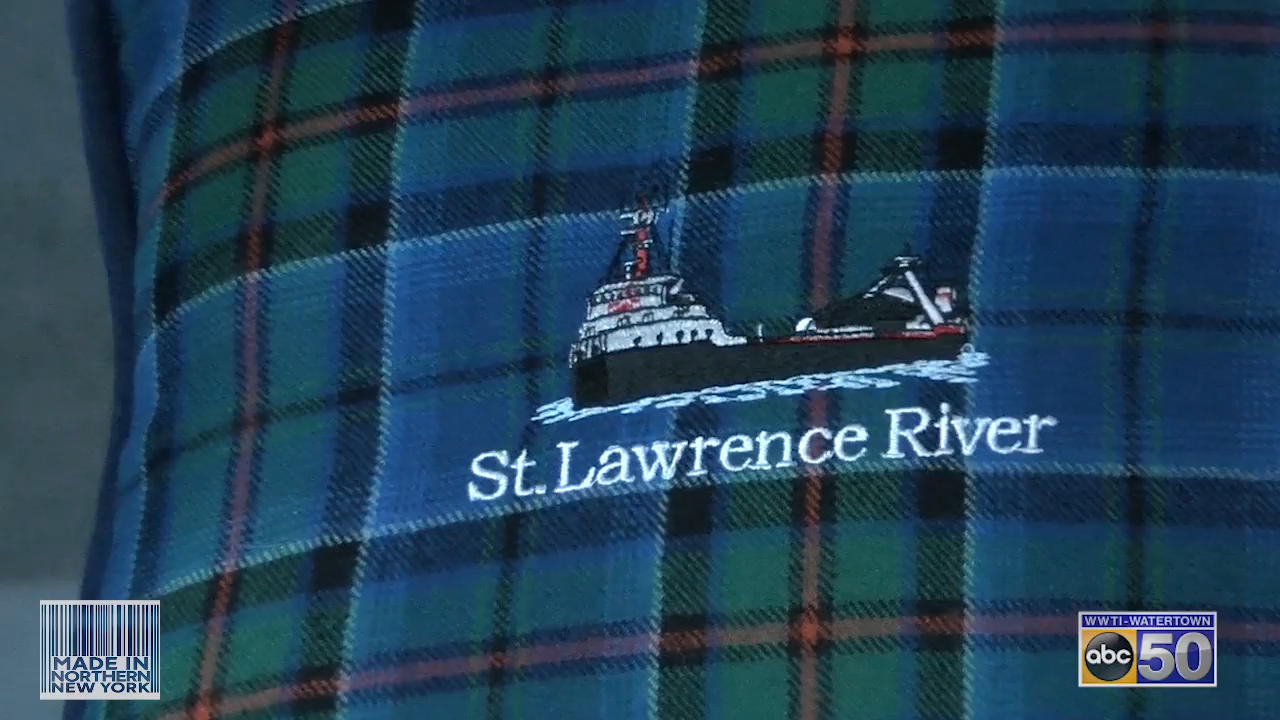 St. Lawrence River
MADE IN
NORTHERN
NEW YORK
WWTI-WATERTOWN
abc 50